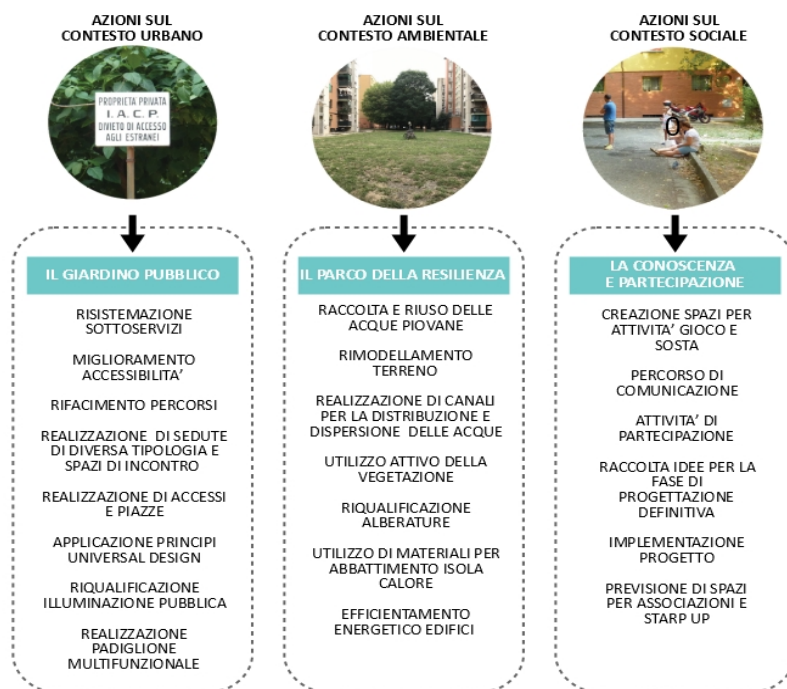 AZIONI SUL
CONTESTO URBANO
PROPRIETA PRIVATA
I. A. C. P.
DIVIETO DI ACCESSO
AGLI ESTRANEI
IL GIARDINO PUBBLICO
RISISTEMAZIONE
SOTTOSERVIZI
MIGLIORAMENTO
ACCESSIBILITA’
RIFACIMENTO PERCORSI
REALIZZAZIONE DI SEDUTE
DI DIVERSA TIPOLOGIA E
SPAZI DI INCONTRO
REALIZZAZIONE DI ACCESSI
E PIAZZE
APPLICAZIONE PRINCIPI
UNIVERSAL DESIGN
RIQUALIFICAZIONE
ILLUMINAZIONE PUBBLICA
REALIZZAZIONE
PADIGLIONE
MULTIFUNZIONALE
AZIONI SUL
CONTESTO AMBIENTALE
IL PARCO DELLA RESILIENZA
RACCOLTA E RIUSO DELLE
ACQUE PIOVANE
RIMODELLAMENTO
TERRENO
REALIZZAZIONE DI CANALI
PER LA DISTRIBUZIONE E
DISPERSIONE DELLE ACQUE
UTILIZZO ATTIVO DELLA
VEGETAZIONE
RIQUALIFICAZIONE
ALBERATURE
UTILIZZO DI MATERIALI PER
ABBATTIMENTO ISOLA
CALORE
EFFICIENTAMENTO
ENERGETICO EDIFICI
AZIONI SUL
CONTESTO SOCIALE
LA CONOSCENZA
E PARTECIPAZIONE
CREAZIONE SPAZI PER
ATTIVITA’ GIOCO E
SOSTA
PERCORSO DI
COMUNICAZIONE
ATTIVITA’ DI
PARTECIPAZIONE
RACCOLTA IDEE PER LA
FASE DI
PROGETTAZIONE
DEFINITIVA
IMPLEMENTAZIONE
PROGETTO
PREVISIONE DI SPAZI
PER ASSOCIAZIONI E
STARP UP